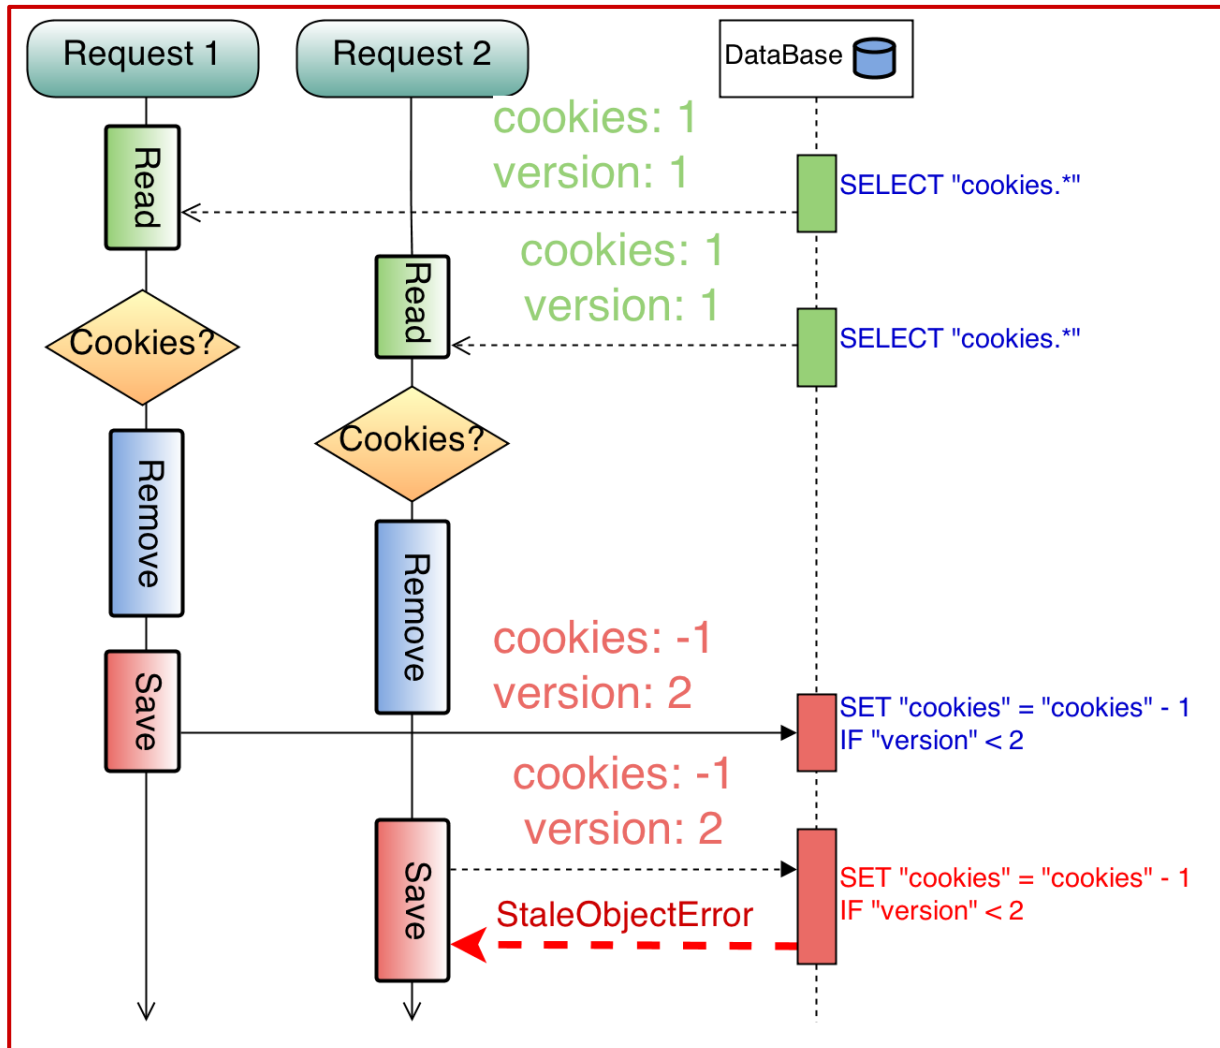 Request 1
Request 2
DataBase
cookies: 1
version: 1
Read
SELECT "cookies.*"
cookies: 1
version: 1
Read
SELECT "cookies.*"
Cookies?
Cookies?
Remove
Remove
cookies: -1
version: 2
Save
SET "cookies" = "cookies" - 1
IF "version" < 2
cookies: -1
version: 2
Save
SET "cookies" = "cookies" - 1
IF "version" < 2
StaleObjectError